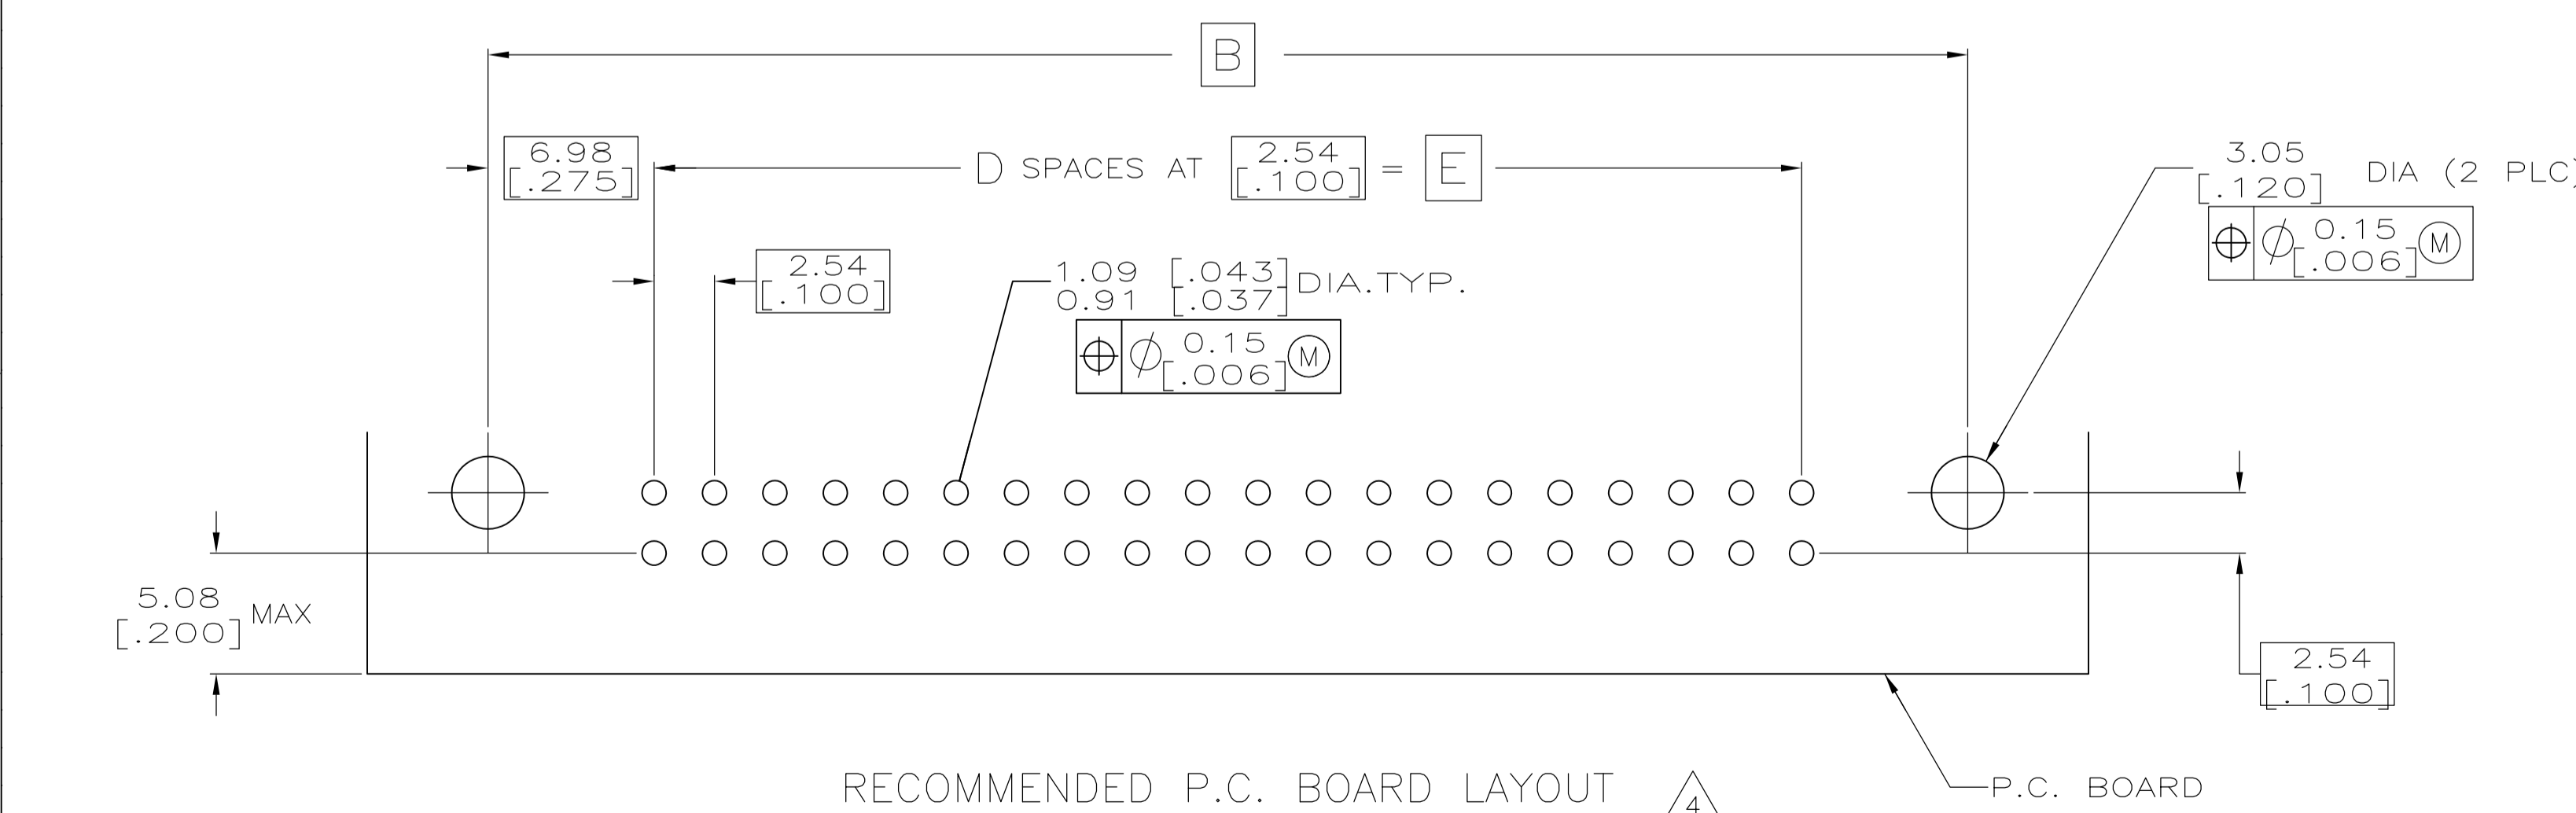 B
6.98
[.275]
D SPACES AT 2.54 [.100] = E
3.05
[.120] DIA (2 PLC)
⌖ ⌀ 0.15 [.006] Ⓜ
2.54
[.100]
1.09 [.043] DIA.TYP.
0.91 [.037]
⌖ ⌀ 0.15 [.006] Ⓜ
5.08
[.200] MAX
2.54
[.100]
RECOMMENDED P.C. BOARD LAYOUT 4
P.C. BOARD